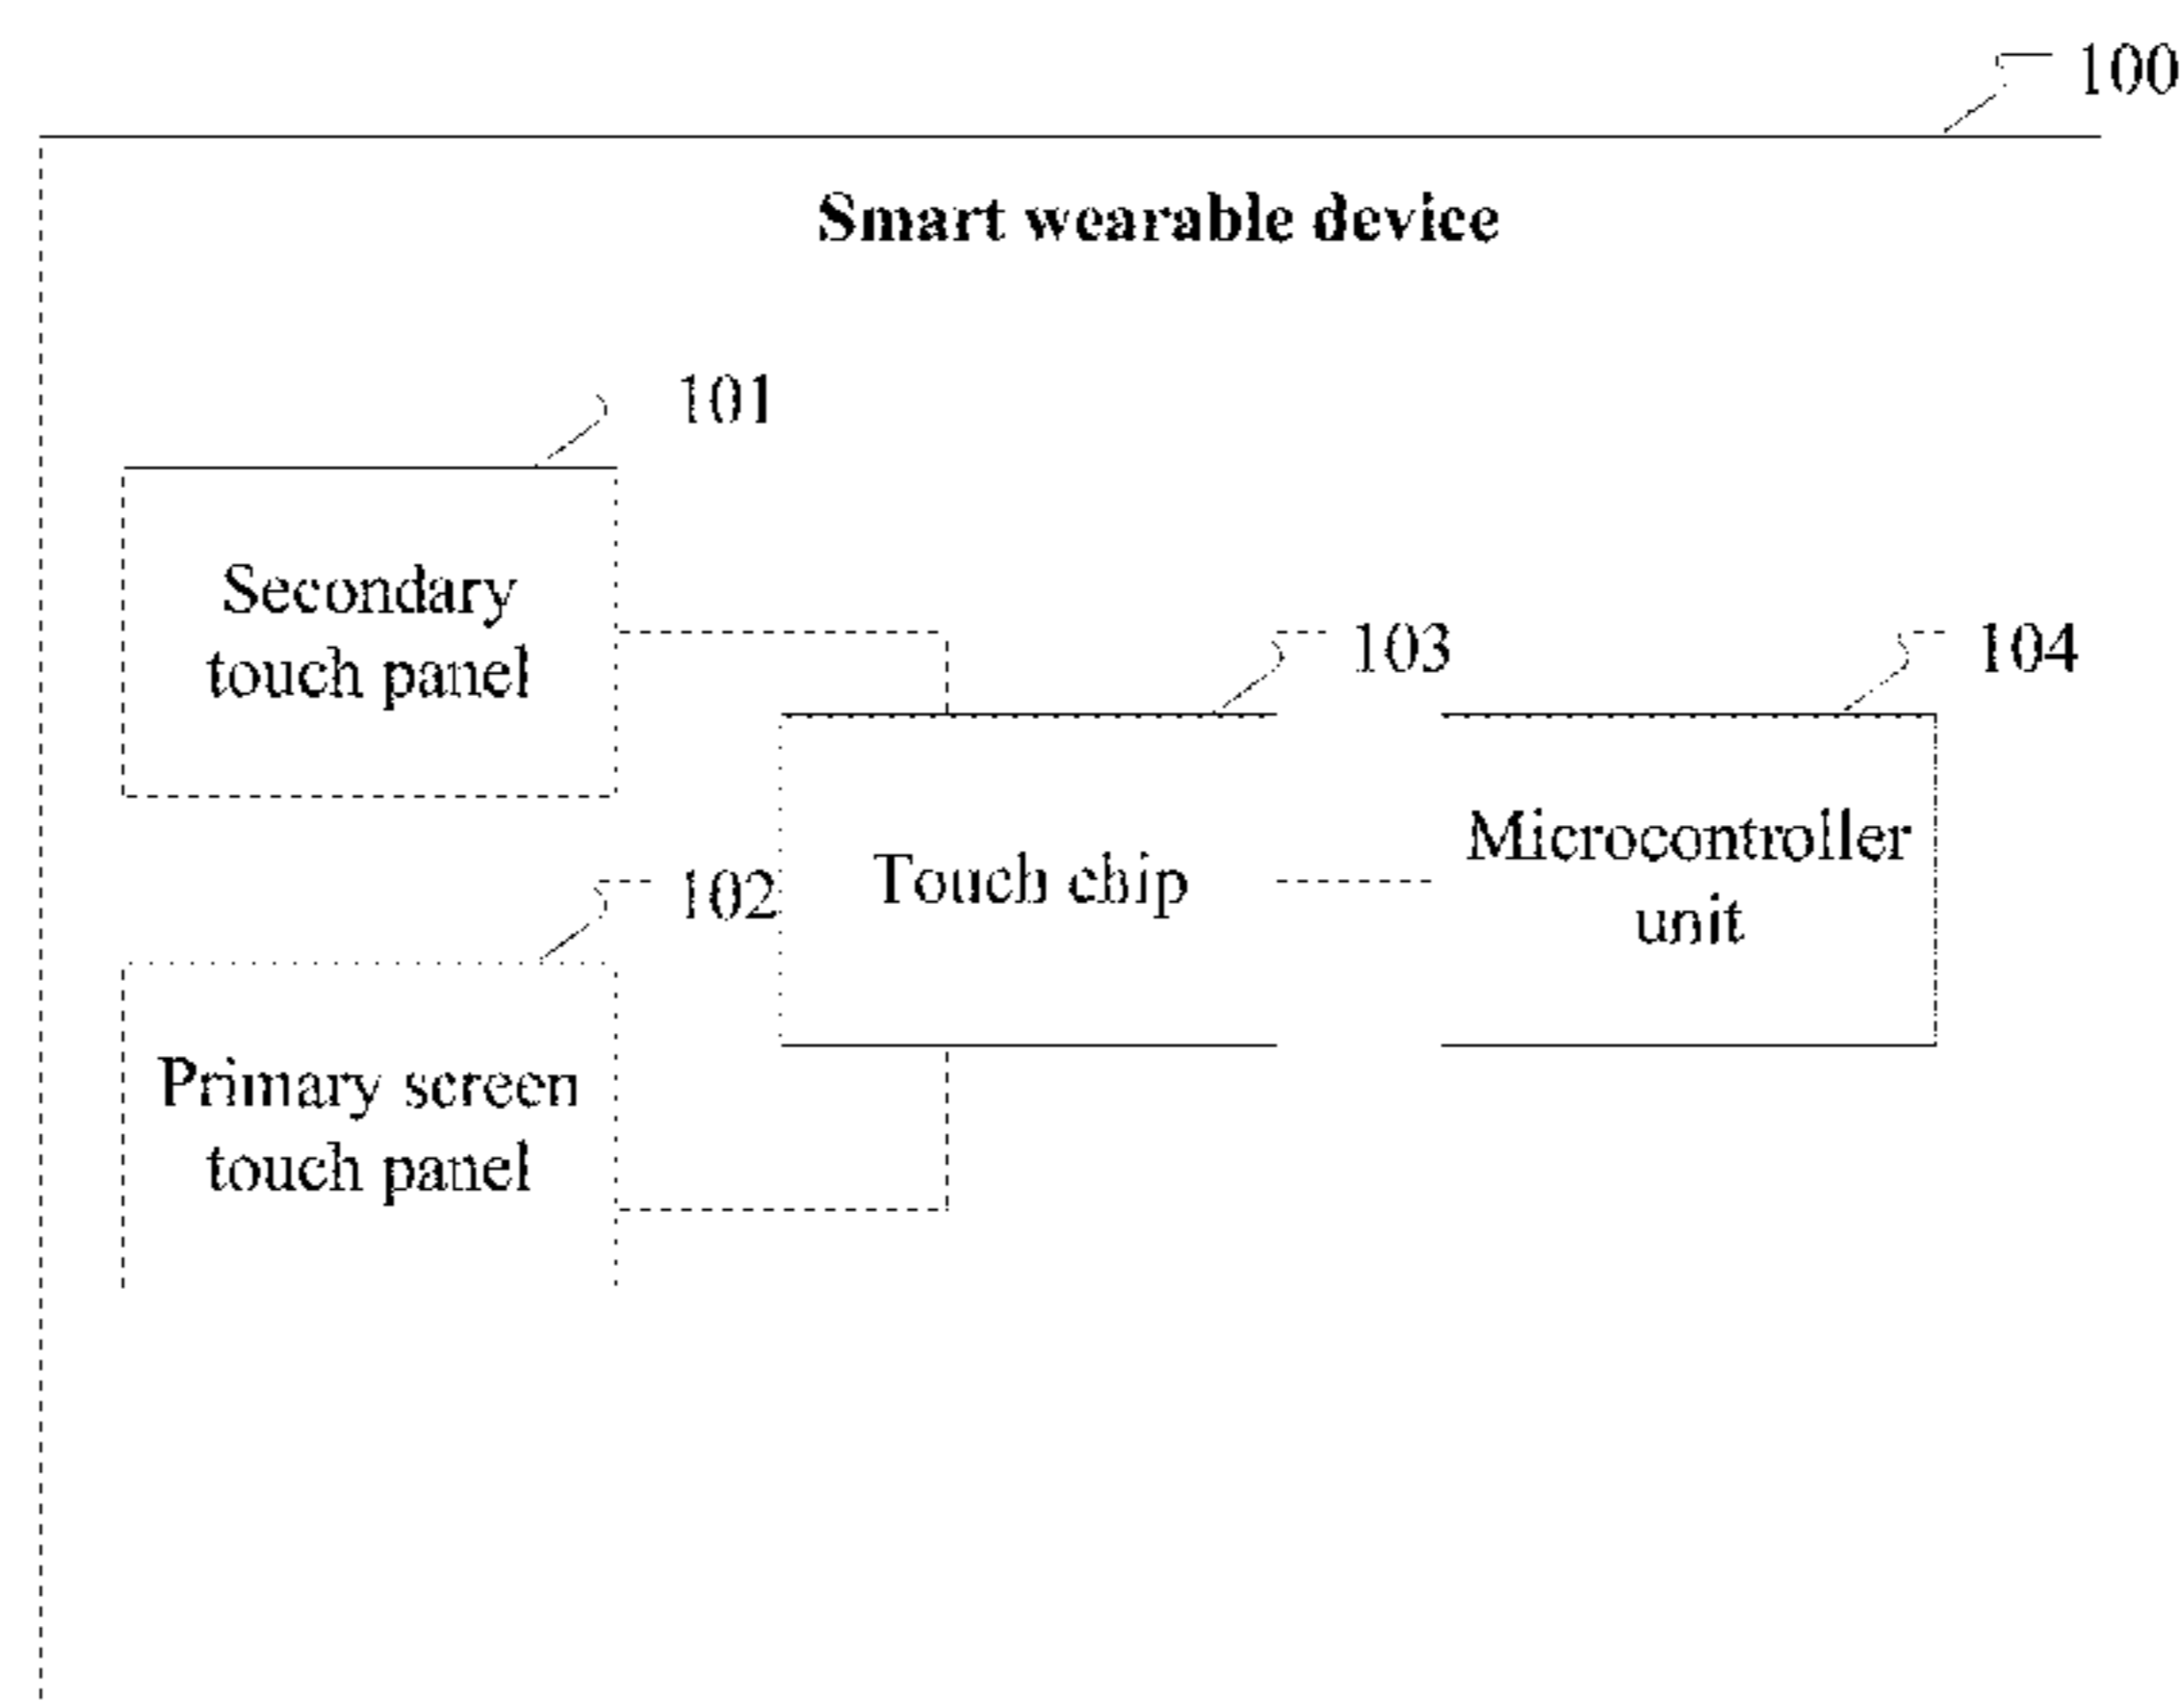 100
Smart wearable device
101
Secondary
touch panel
103
104
Touch chip
Microcontroller
unit
102
Primary screen
touch panel